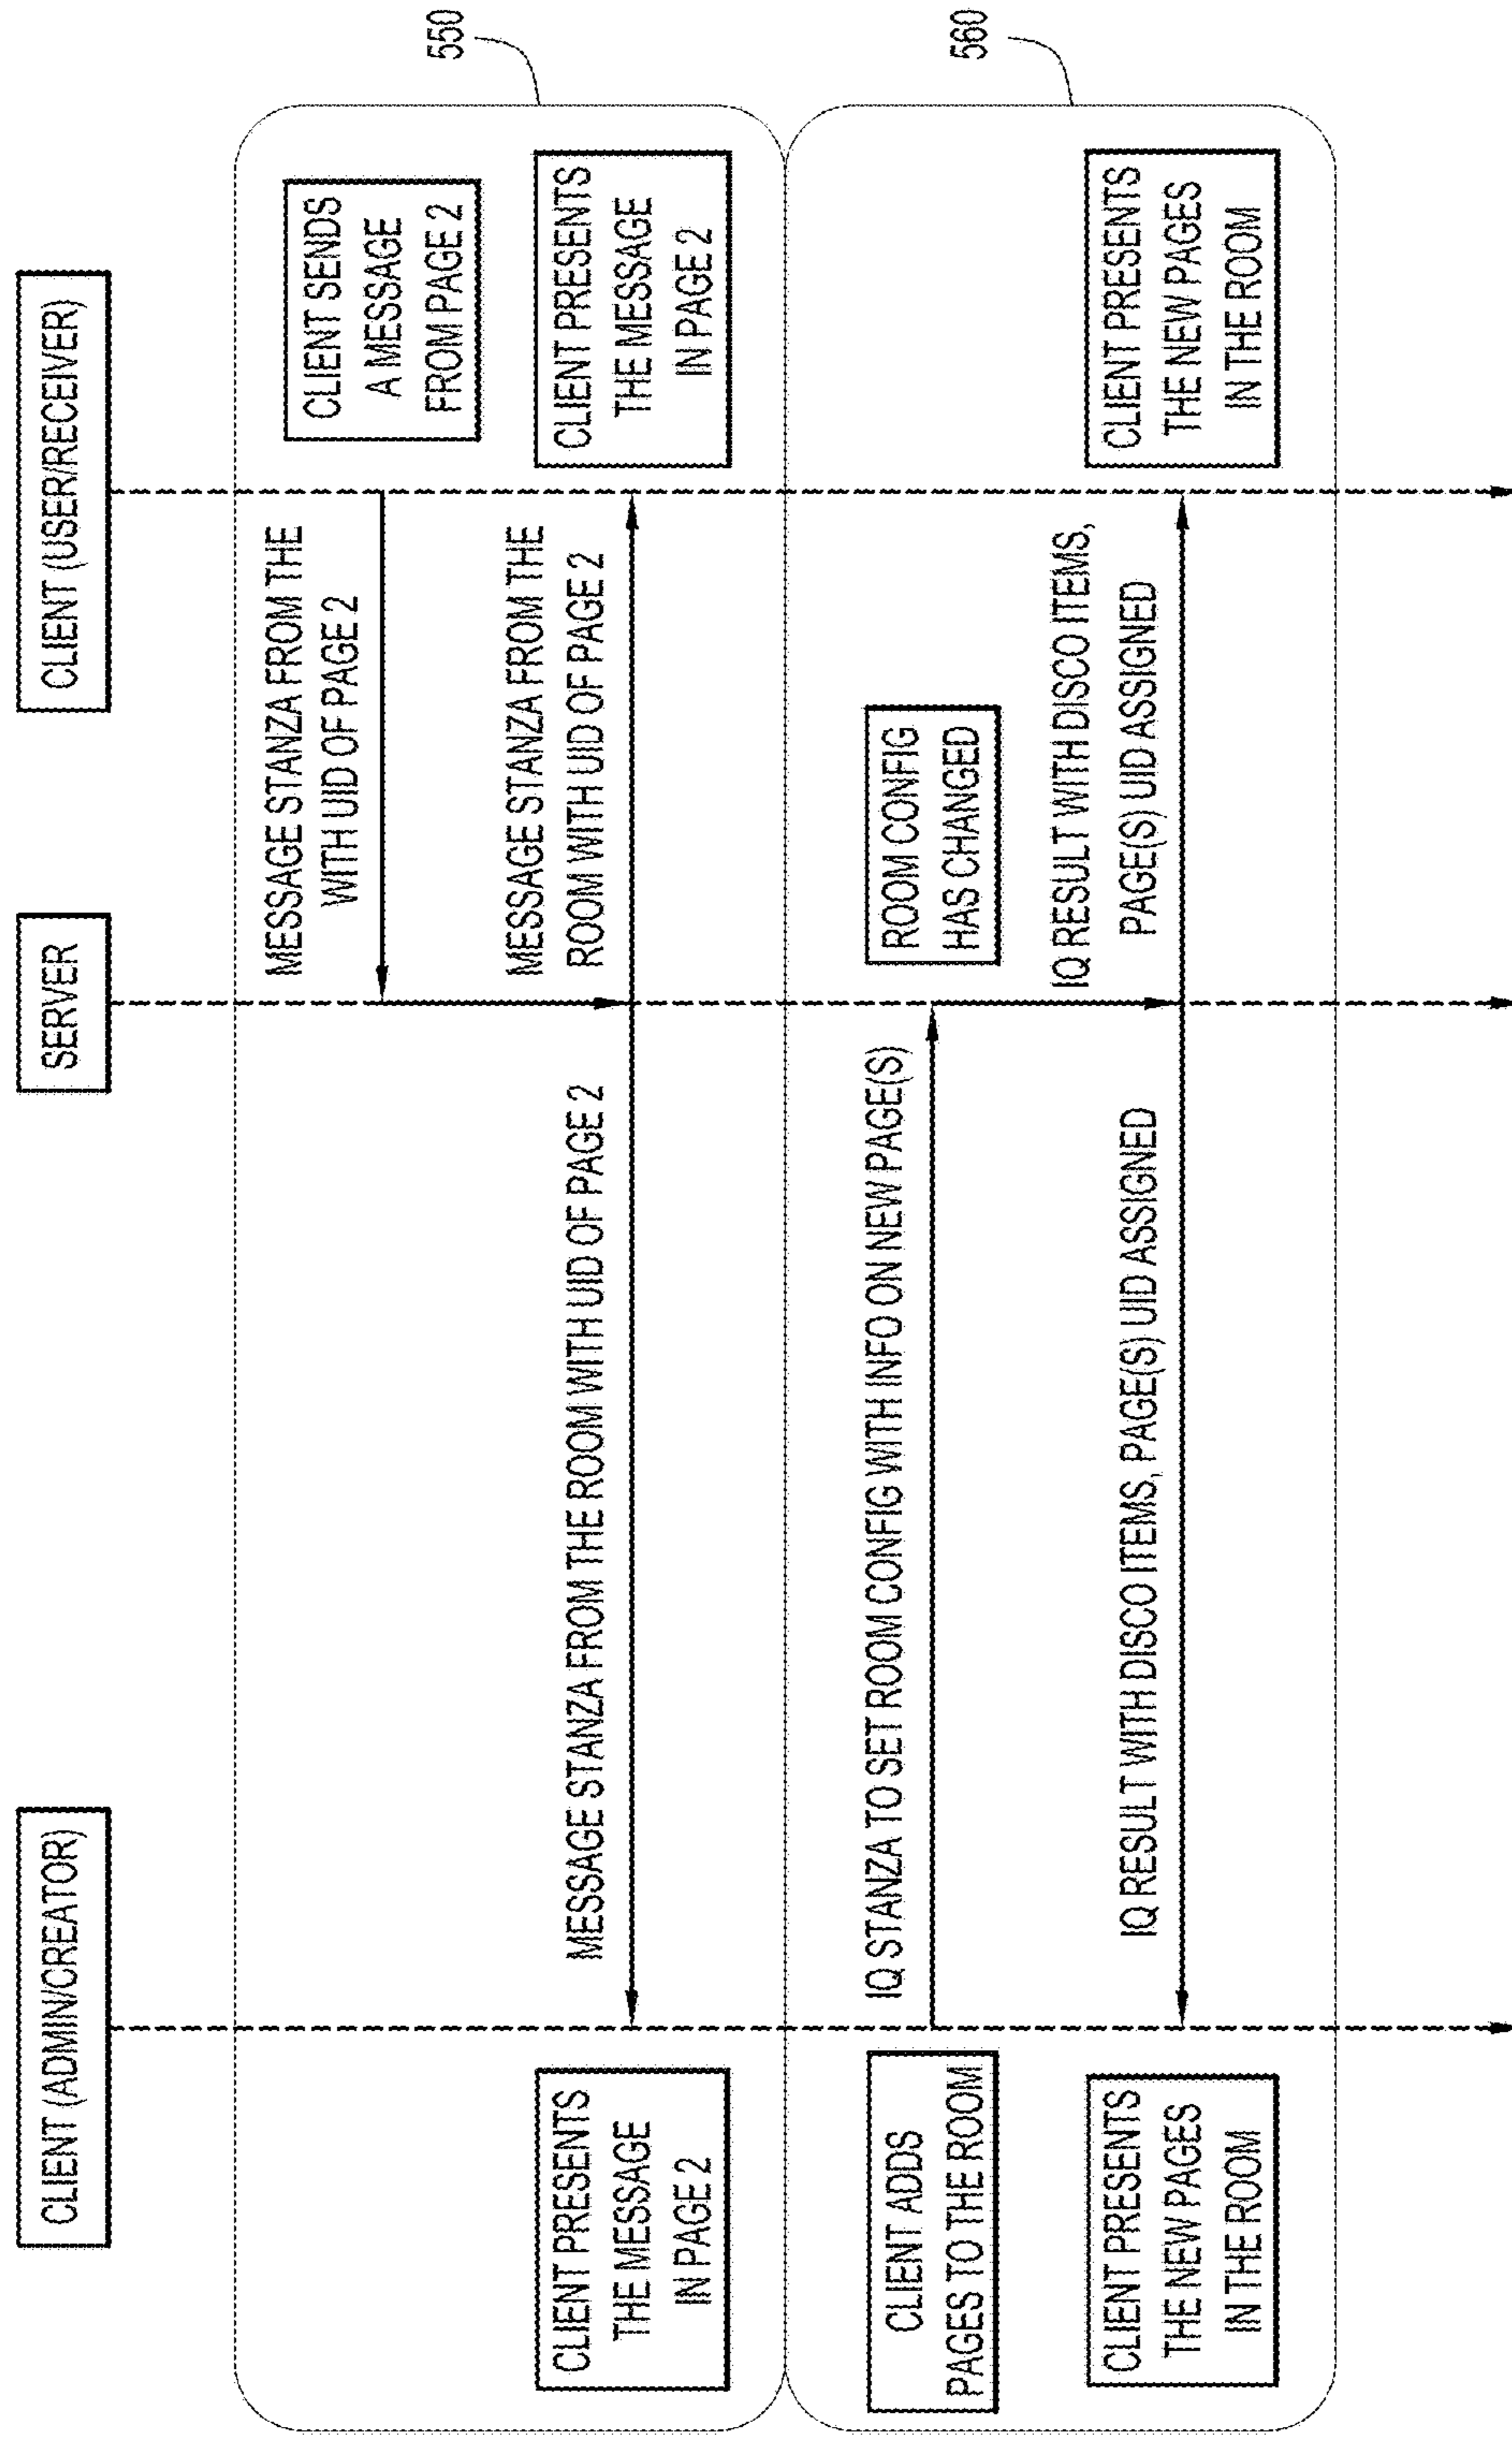 CLIENT (ADMIN/CREATOR)
SERVER
CLIENT (USER/RECEIVER)
CLIENT SENDS
A MESSAGE
FROM PAGE 2
MESSAGE STANZA FROM THE
WITH UID OF PAGE 2
550
CLIENT PRESENTS
THE MESSAGE
IN PAGE 2
MESSAGE STANZA FROM THE ROOM WITH UID OF PAGE 2
MESSAGE STANZA FROM THE
ROOM WITH UID OF PAGE 2
CLIENT PRESENTS
THE MESSAGE
IN PAGE 2
CLIENT ADDS
PAGES TO THE ROOM
IQ STANZA TO SET ROOM CONFIG WITH INFO ON NEW PAGE(S)
ROOM CONFIG
HAS CHANGED
560
CLIENT PRESENTS
THE NEW PAGES
IN THE ROOM
IQ RESULT WITH DISCO ITEMS, PAGE(S) UID ASSIGNED
IQ RESULT WITH DISCO ITEMS,
PAGE(S) UID ASSIGNED
CLIENT PRESENTS
THE NEW PAGES
IN THE ROOM